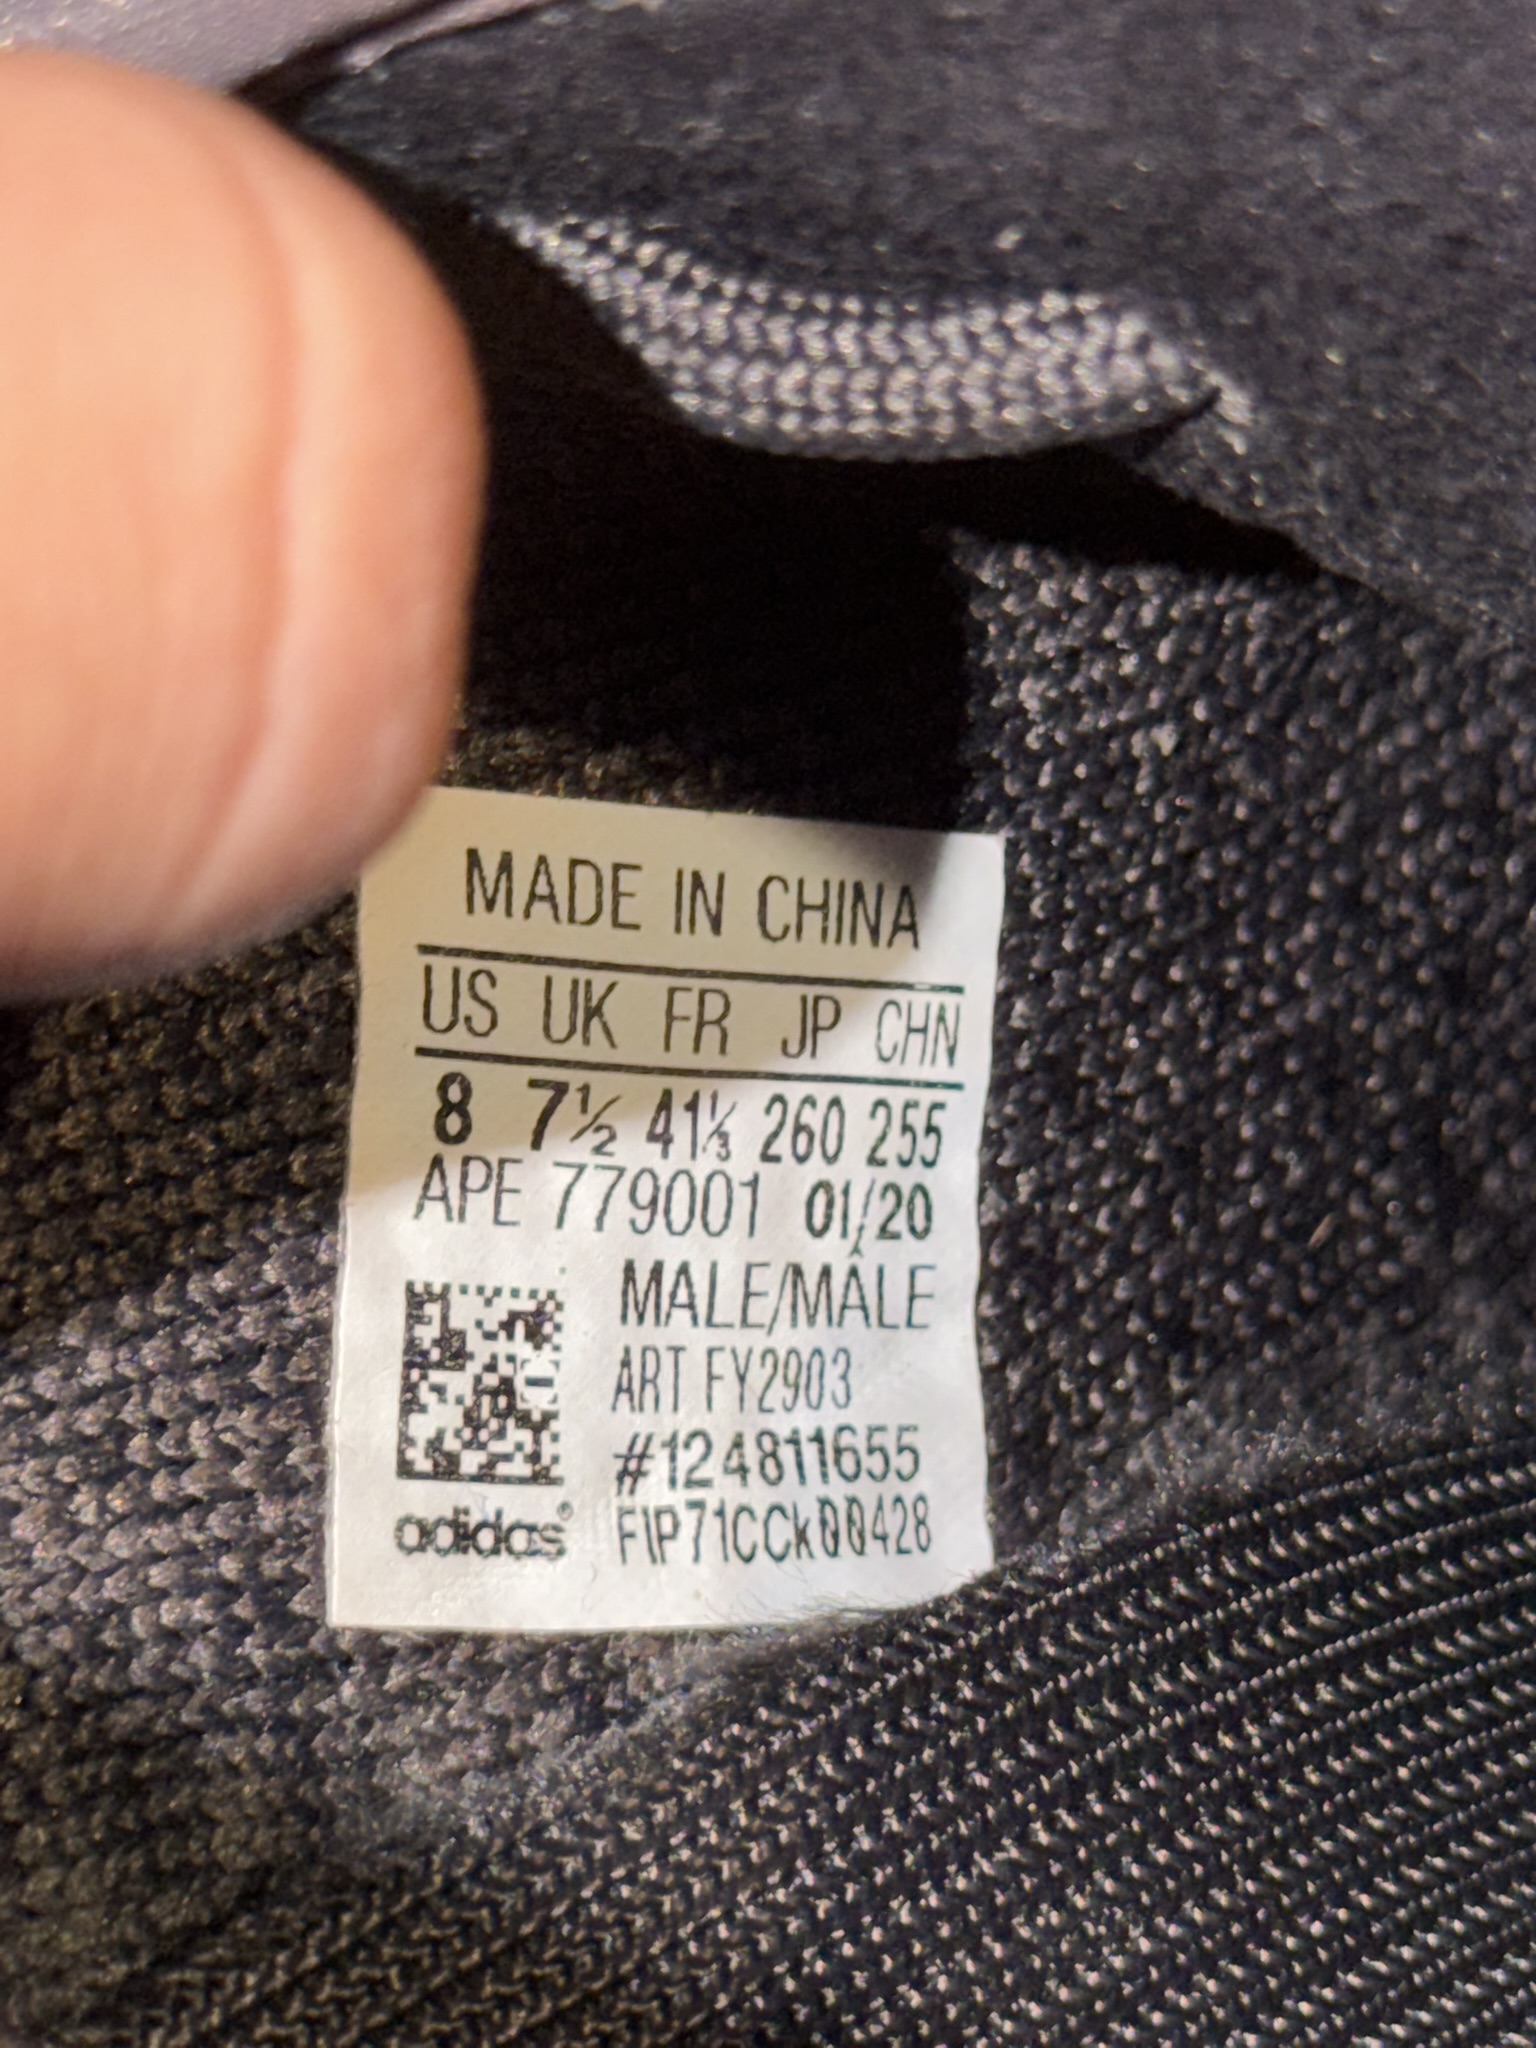 MADE IN CHINA
US UK FR JP CHN
8 7½ 41⅓ 260 255
APE 779001 01/20
MALE/MÂLE
ART FY2903
#124811655
adidas® FIP71CCk00428